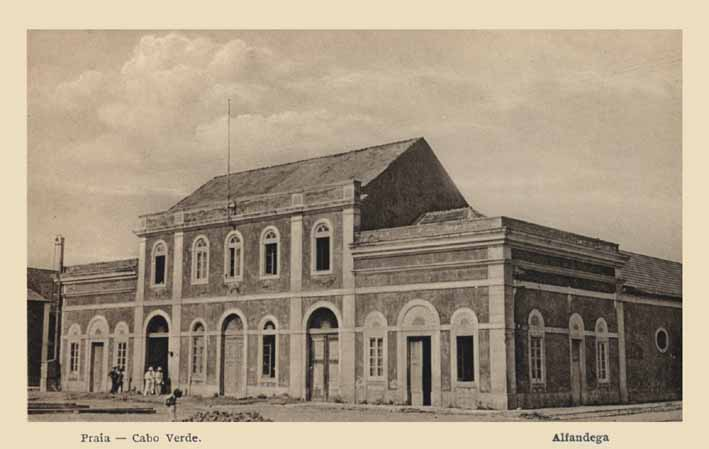 Praia — Cabo Verde.
Alfandega